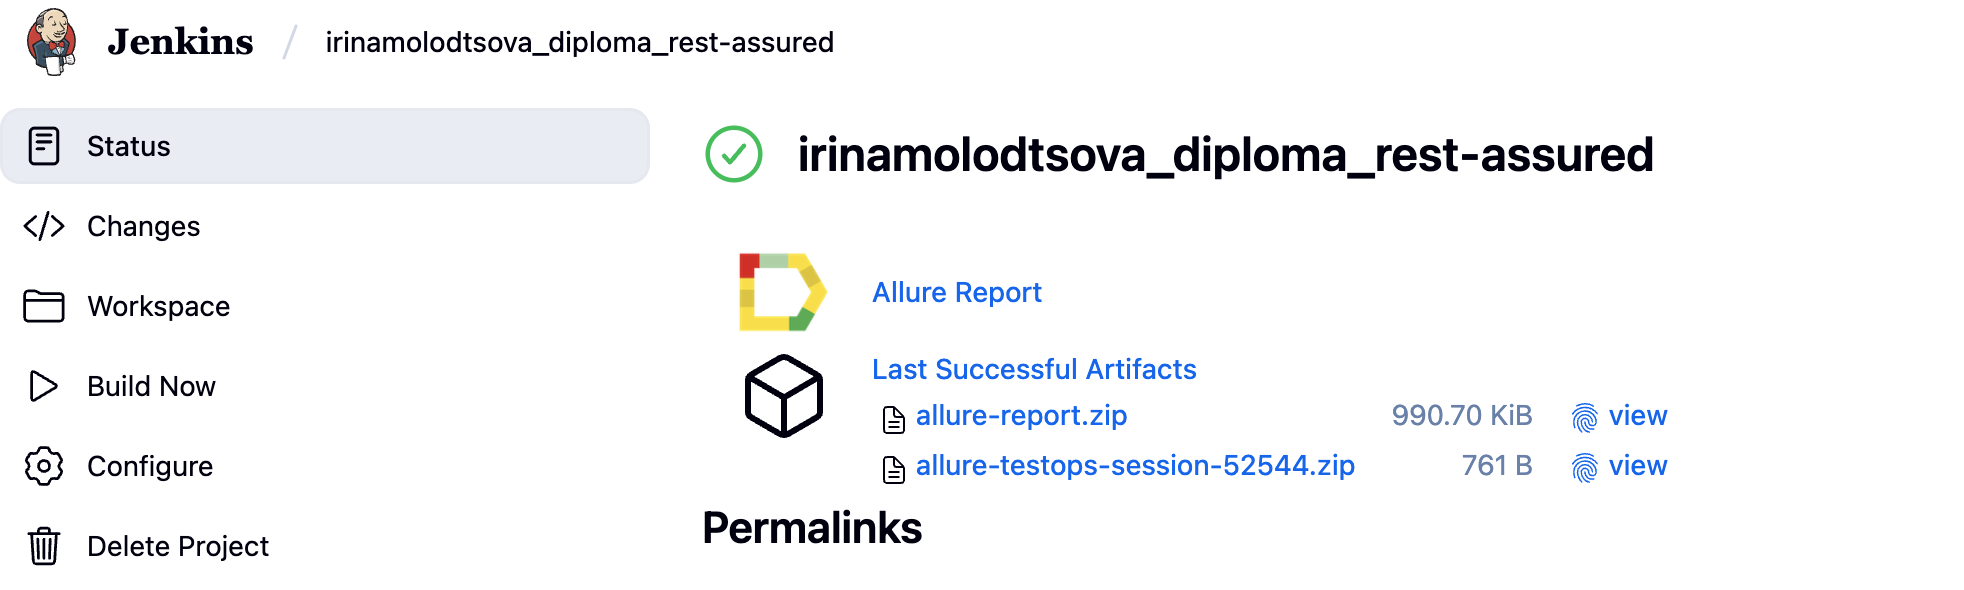 Jenkins / irinamolodtsova_diploma_rest-assured
Status
Changes
Workspace
Build Now
Configure
Delete Project
irinamolodtsova_diploma_rest-assured
Allure Report
Last Successful Artifacts
allure-report.zip 990.70 KiB view
allure-testops-session-52544.zip 761 B view
Permalinks